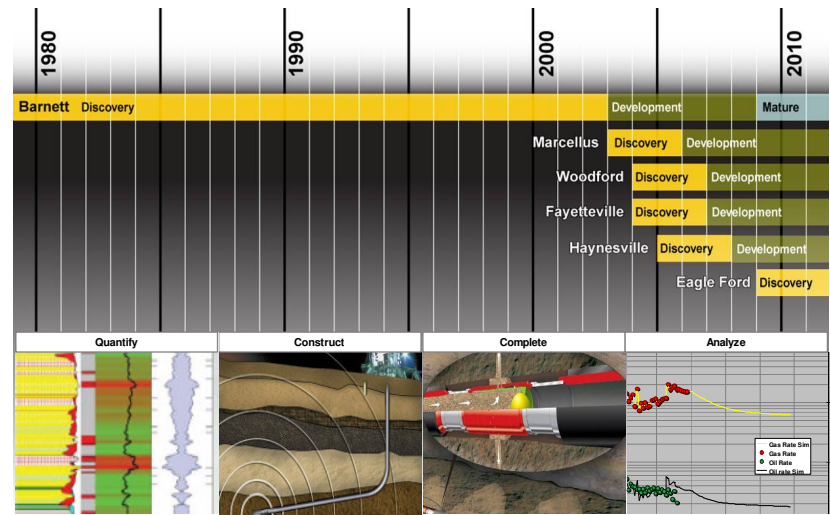 1980
1990
2000
2010
Barnett Discovery Development Mature
Marcellus Discovery Development
Woodford Discovery Development
Fayetteville Discovery Development
Haynesville Discovery Development
Eagle Ford Discovery
Quantify
Construct
Complete
Analyze
Gas Rate Sim
Gas Rate
Oil Rate
Oil rate Sim